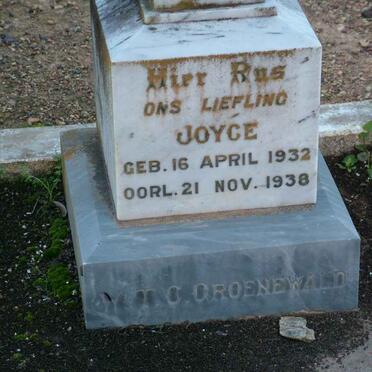 Hier Rus
ONS LIEFLING
JOYCE
GEB. 16 APRIL 1932
OORL. 21 NOV. 1938
C. GROENEWALD